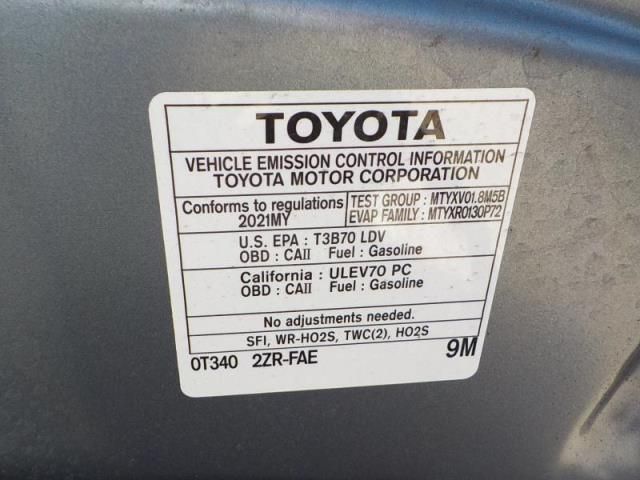 TOYOTA
VEHICLE EMISSION CONTROL INFORMATION
TOYOTA MOTOR CORPORATION
Conforms to regulations
2021MY
TEST GROUP : MTYXV01.8M5B
EVAP FAMILY : MTYXR0130P72
U.S. EPA : T3B70 LDV
OBD : CAII Fuel : Gasoline
California : ULEV70 PC
OBD : CAII Fuel : Gasoline
No adjustments needed.
SFI, WR-HO2S, TWC(2), HO2S
0T340 2ZR-FAE 9M